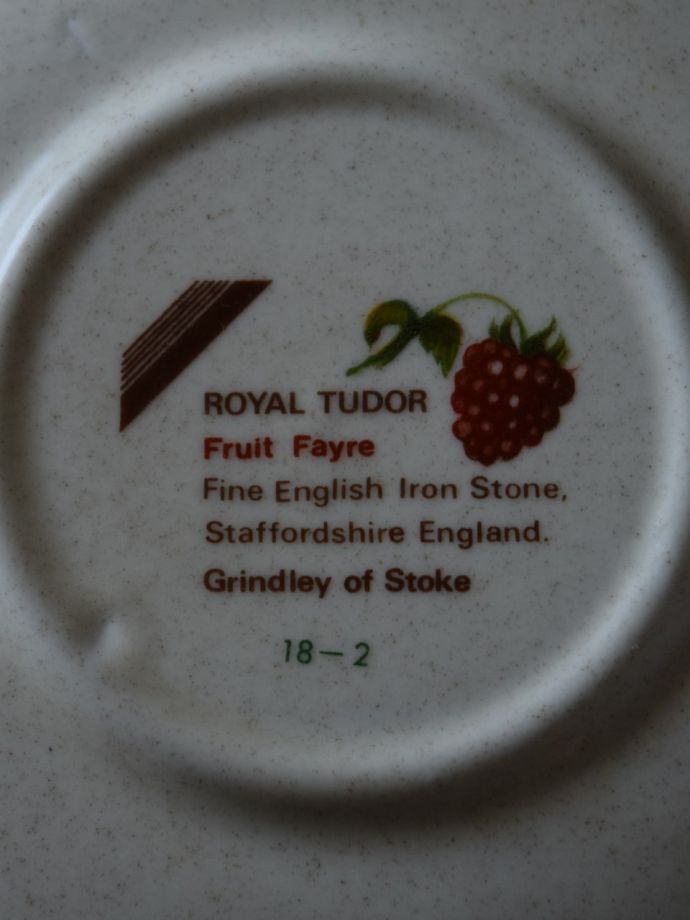 ROYAL TUDOR
Fruit Fayre
Fine English Iron Stone,
Staffordshire England.
Grindley of Stoke
18-2